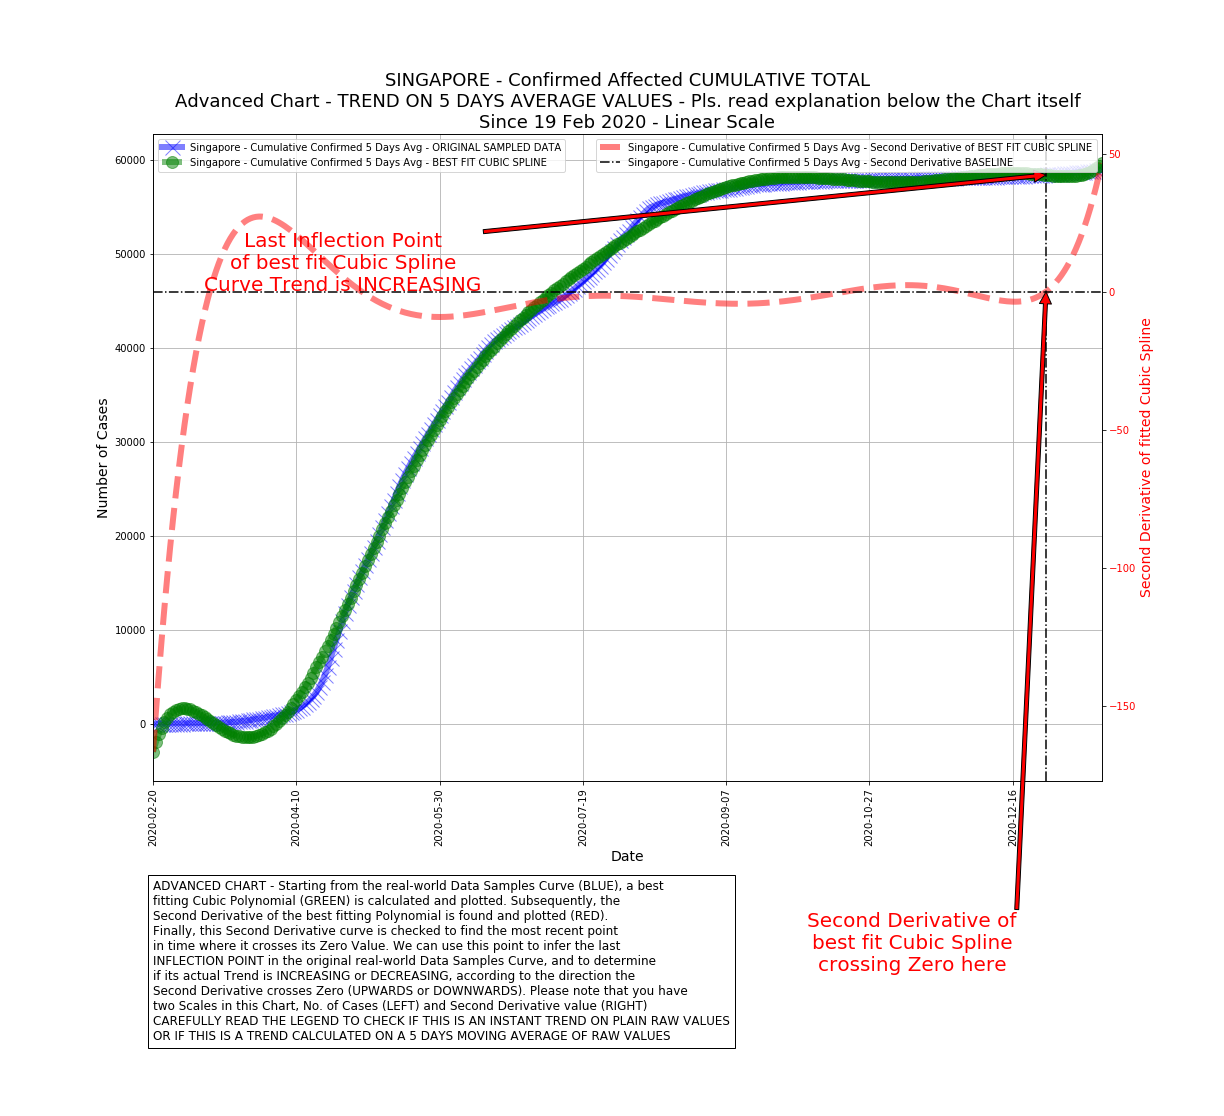 SINGAPORE - Confirmed Affected CUMULATIVE TOTAL
Advanced Chart - TREND ON 5 DAYS AVERAGE VALUES - Pls. read explanation below the Chart itself
Since 19 Feb 2020 - Linear Scale
Singapore - Cumulative Confirmed 5 Days Avg - ORIGINAL SAMPLED DATA
Singapore - Cumulative Confirmed 5 Days Avg - BEST FIT CUBIC SPLINE
Singapore - Cumulative Confirmed 5 Days Avg - Second Derivative of BEST FIT CUBIC SPLINE
Singapore - Cumulative Confirmed 5 Days Avg - Second Derivative BASELINE
Last Inflection Point
of best fit Cubic Spline
Curve Trend is INCREASING
Number of Cases
60000
50000
40000
30000
20000
10000
0
50
0
−50
−100
−150
Second Derivative of fitted Cubic Spline
2020-02-20
2020-04-10
2020-05-30
2020-07-19
2020-09-07
2020-10-27
2020-12-16
Date
ADVANCED CHART - Starting from the real-world Data Samples Curve (BLUE), a best
fitting Cubic Polynomial (GREEN) is calculated and plotted. Subsequently, the
Second Derivative of the best fitting Polynomial is found and plotted (RED).
Finally, this Second Derivative curve is checked to find the most recent point
in time where it crosses its Zero Value. We can use this point to infer the last
INFLECTION POINT in the original real-world Data Samples Curve, and to determine
if its actual Trend is INCREASING or DECREASING, according to the direction the
Second Derivative crosses Zero (UPWARDS or DOWNWARDS). Please note that you have
two Scales in this Chart, No. of Cases (LEFT) and Second Derivative value (RIGHT)
CAREFULLY READ THE LEGEND TO CHECK IF THIS IS AN INSTANT TREND ON PLAIN RAW VALUES
OR IF THIS IS A TREND CALCULATED ON A 5 DAYS MOVING AVERAGE OF RAW VALUES
Second Derivative of
best fit Cubic Spline
crossing Zero here